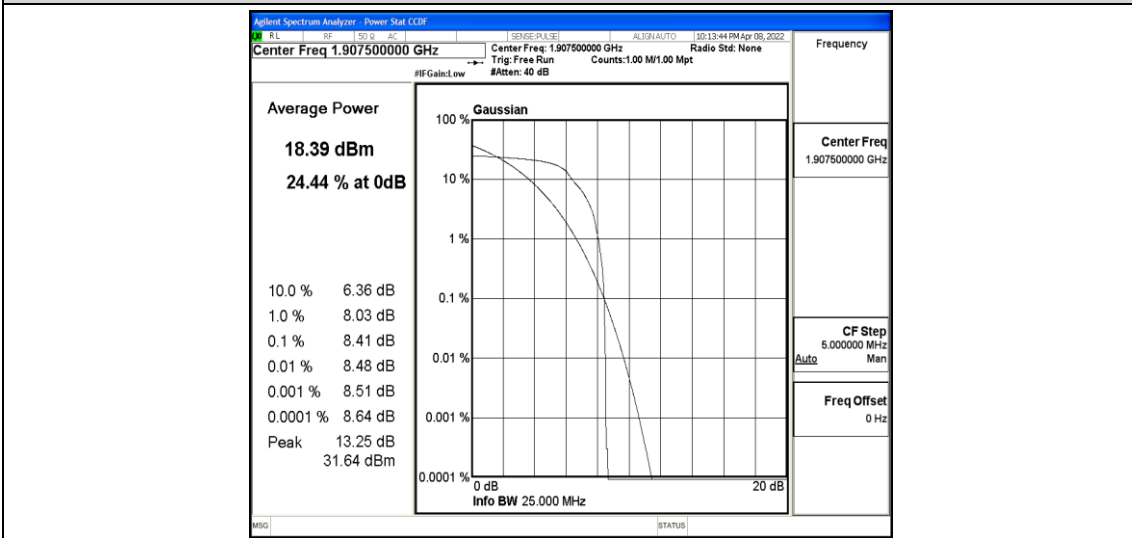 Agilent Spectrum Analyzer - Power Stat CCDF
LXI RL RF 50 Ω AC SENSE:PULSE ALIGN AUTO 10:13:44 PM Apr 08, 2022
Center Freq 1.907500000 GHz
Center Freq: 1.907500000 GHz Radio Std: None
Trig: Free Run Counts:1.00 M/1.00 Mpt
#IFGain:Low #Atten: 40 dB
Frequency
Average Power
18.39 dBm
24.44 % at 0dB
10.0 % 6.36 dB
1.0 % 8.03 dB
0.1 % 8.41 dB
0.01 % 8.48 dB
0.001 % 8.51 dB
0.0001 % 8.64 dB
Peak 13.25 dB
31.64 dBm
Gaussian
100 %
10 %
1 %
0.1 %
0.01 %
0.001 %
0.0001 %
0 dB 20 dB
Info BW 25.000 MHz
Center Freq
1.907500000 GHz
CF Step
5.000000 MHz
Auto Man
Freq Offset
0 Hz
MSG STATUS